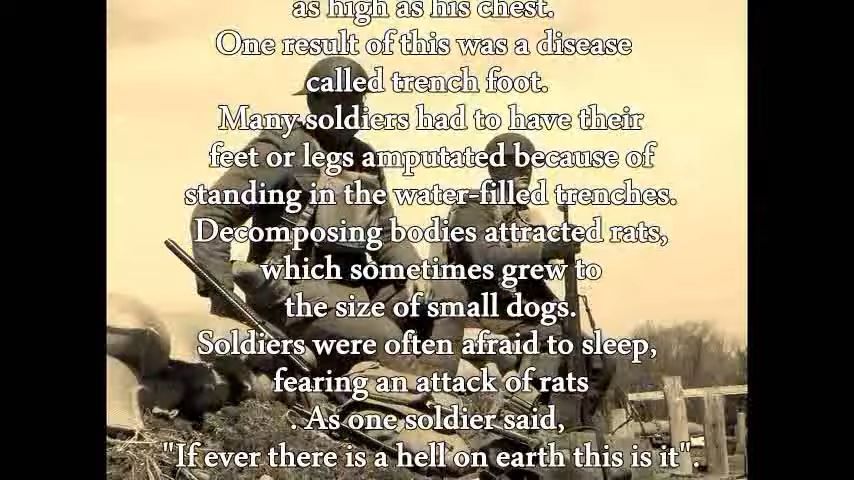 as high as his chest.
One result of this was a disease
called trench foot.
Many soldiers had to have their
feet or legs amputated because of
standing in the water-filled trenches.
Decomposing bodies attracted rats,
which sometimes grew to
the size of small dogs.
Soldiers were often afraid to sleep,
fearing an attack of rats
. As one soldier said,
"If ever there is a hell on earth this is it".